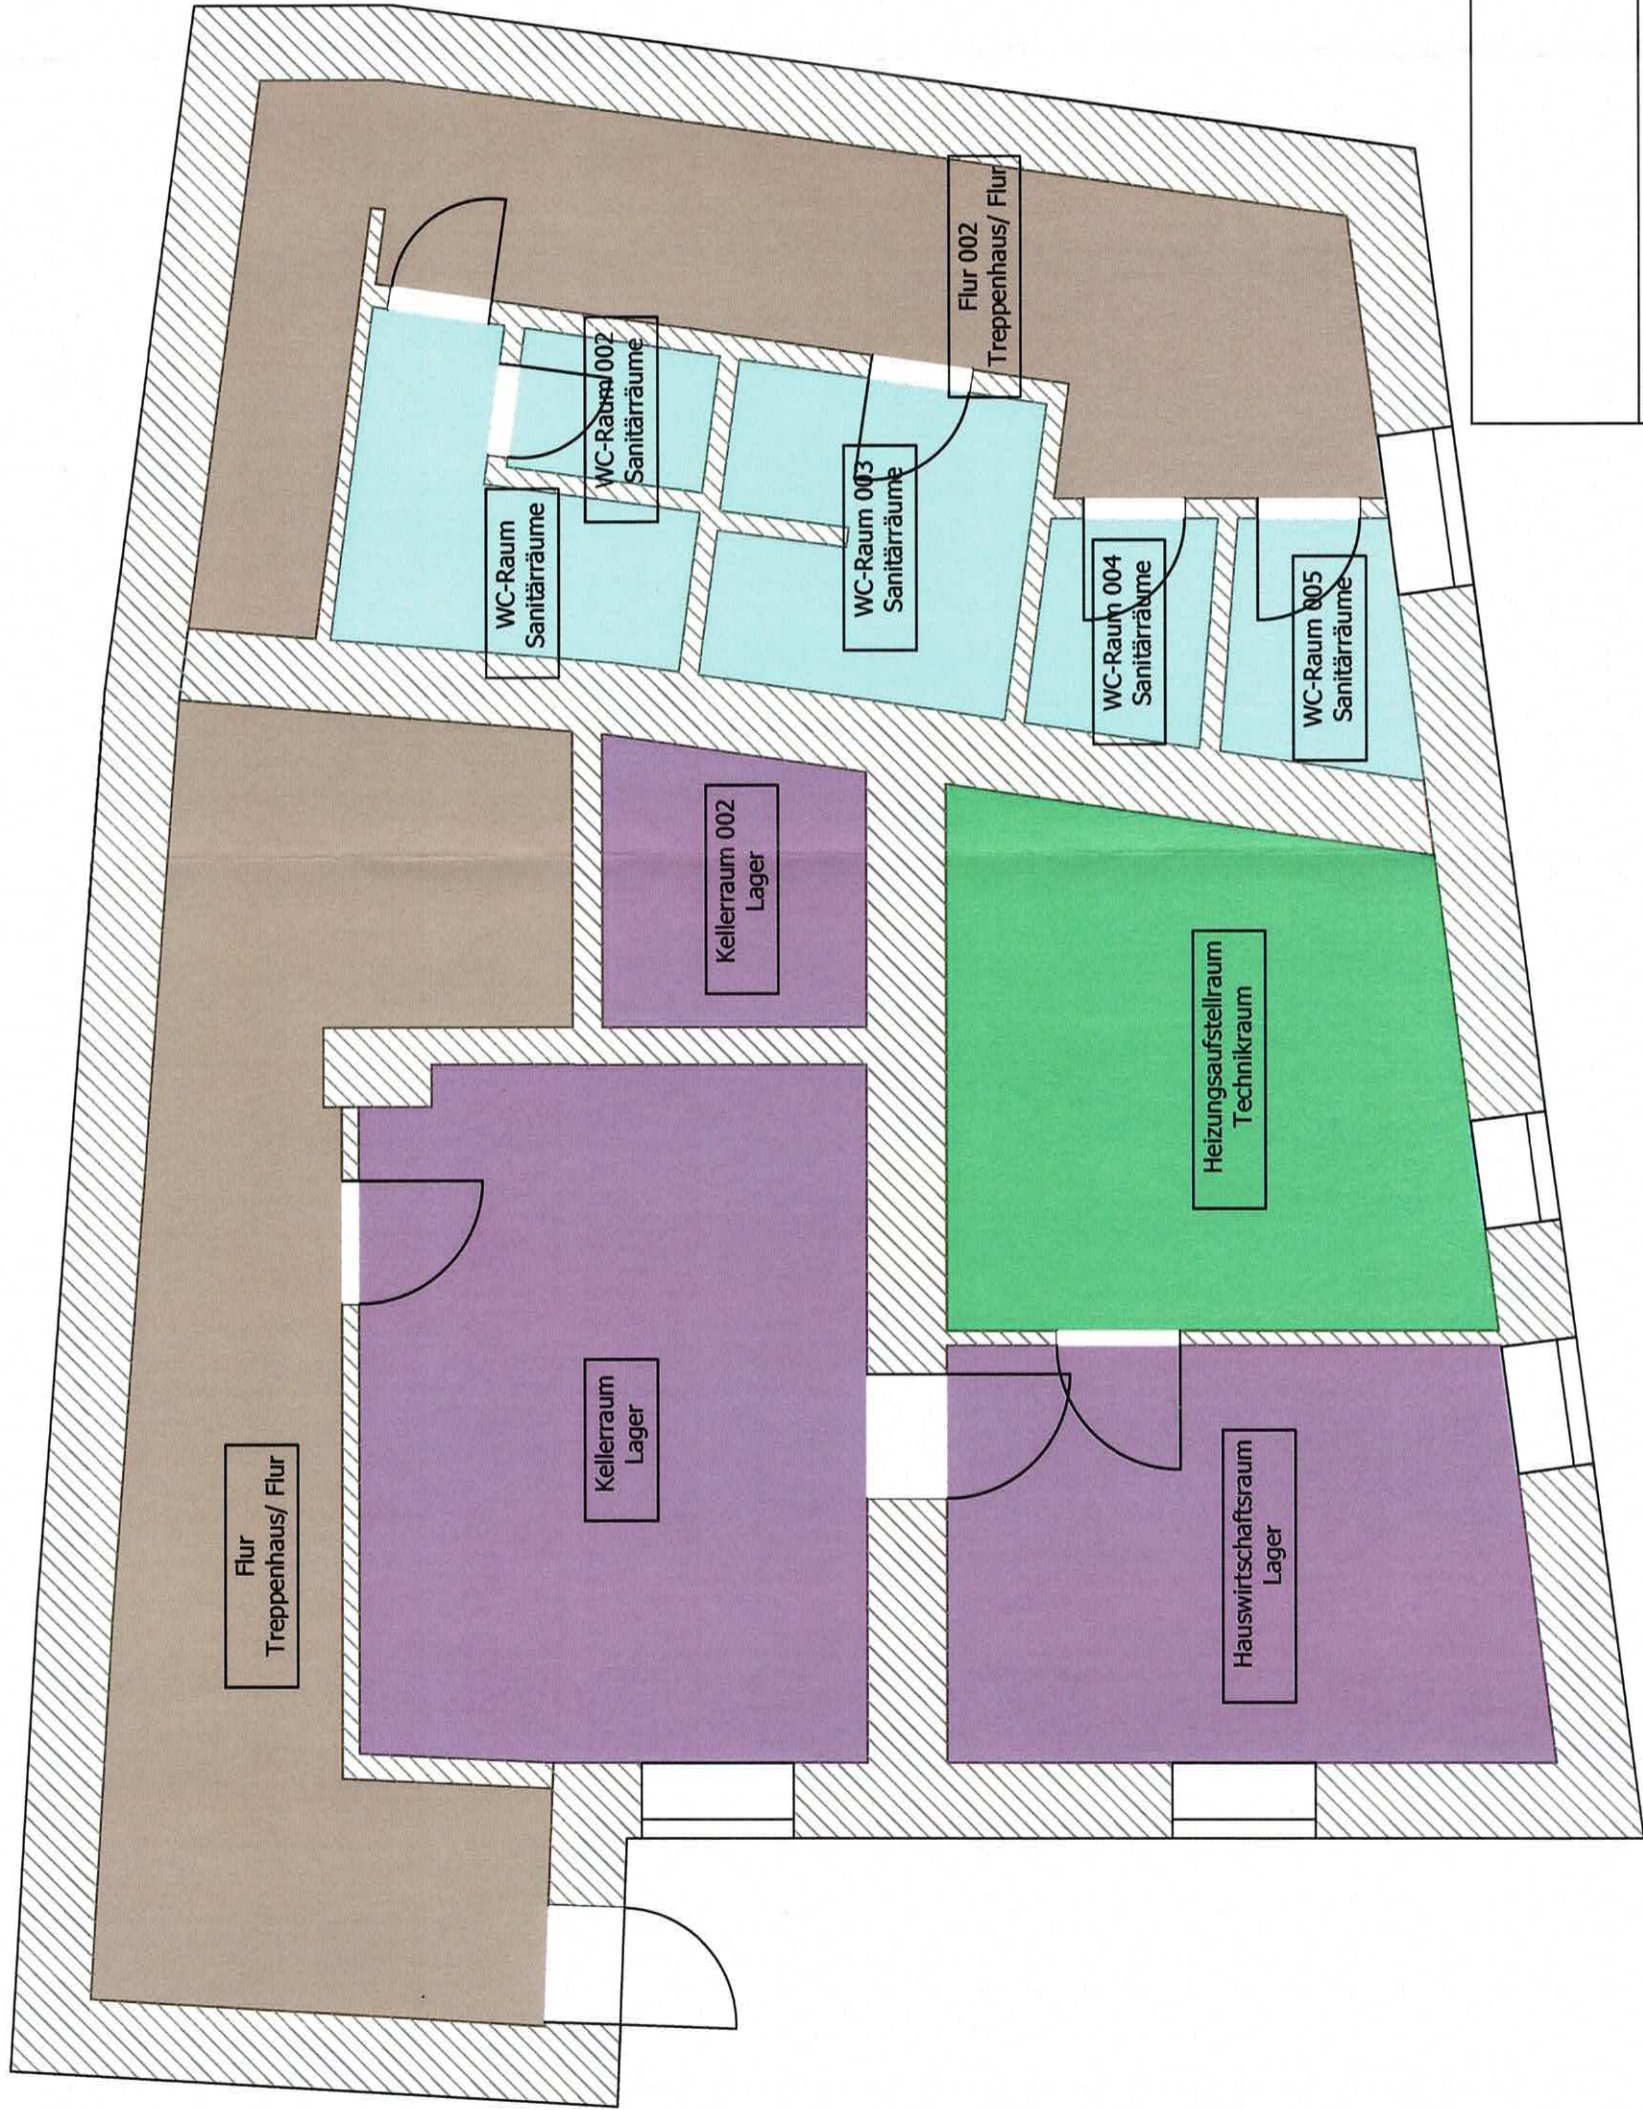 Flur 002
Treppenhaus/ Flur
WC-Raum 002
Sanitärräume
WC-Raum
Sanitärräume
WC-Raum 003
Sanitärräume
WC-Raum 004
Sanitärräume
WC-Raum 005
Sanitärräume
Kellerraum 002
Lager
Heizungsaufstellraum
Technikraum
Flur
Treppenhaus/ Flur
Kellerraum
Lager
Hauswirtschaftsraum
Lager